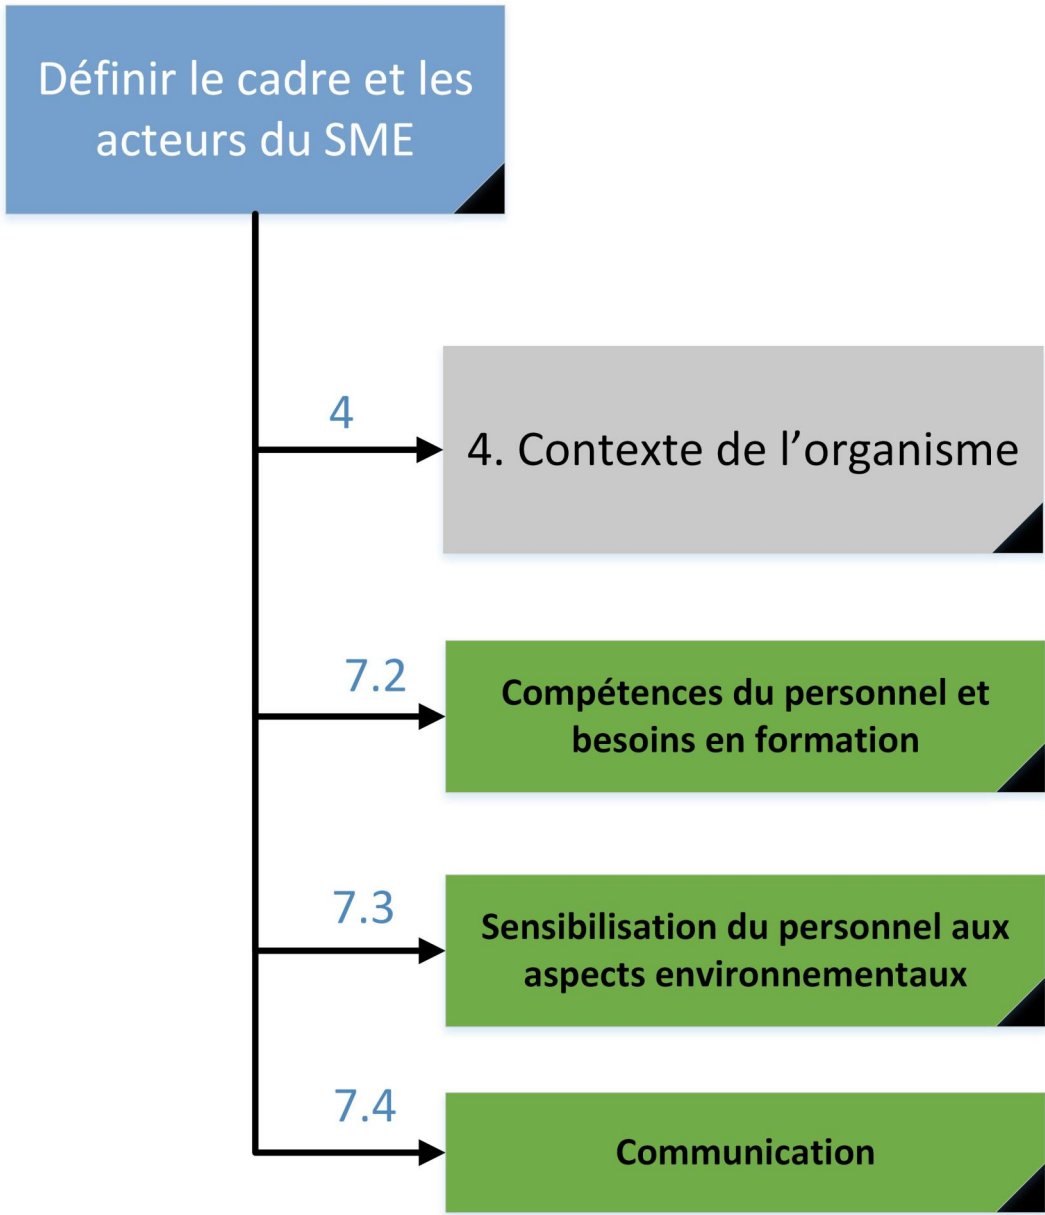 Définir le cadre et les
acteurs du SME
4
4. Contexte de l’organisme
7.2
Compétences du personnel et
besoins en formation
7.3
Sensibilisation du personnel aux
aspects environnementaux
7.4
Communication